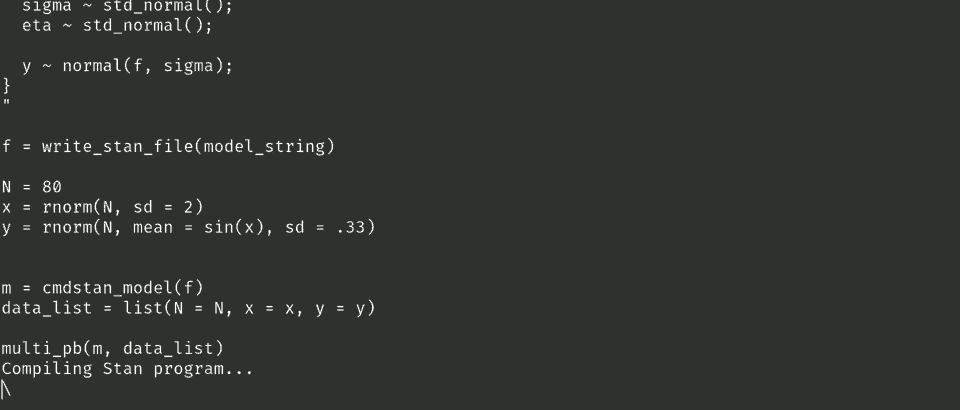 sigma ~ std_normal();
  eta ~ std_normal();

  y ~ normal(f, sigma);
}
"

f = write_stan_file(model_string)

N = 80
x = rnorm(N, sd = 2)
y = rnorm(N, mean = sin(x), sd = .33)


m = cmdstan_model(f)
data_list = list(N = N, x = x, y = y)

multi_pb(m, data_list)
Compiling Stan program...
\